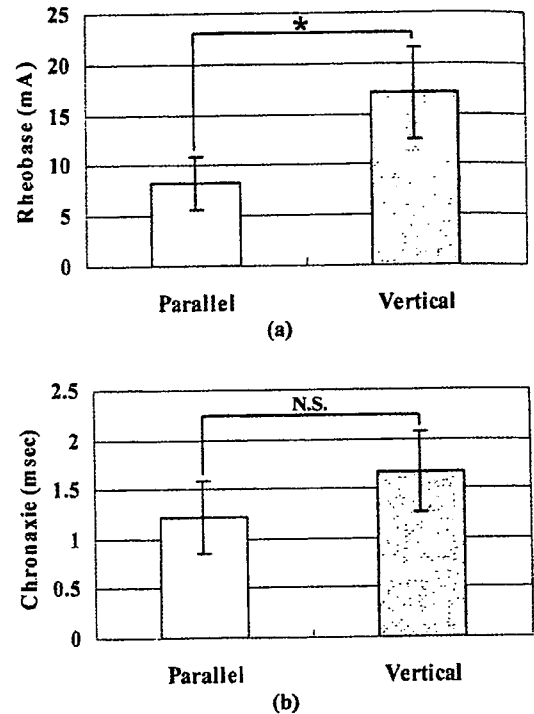 25
20
15
10
5
0
Rheobase (mA)
*
Parallel
Vertical
(a)
2.5
2
1.5
1
0.5
0
Chronaxie (msec)
N.S.
Parallel
Vertical
(b)